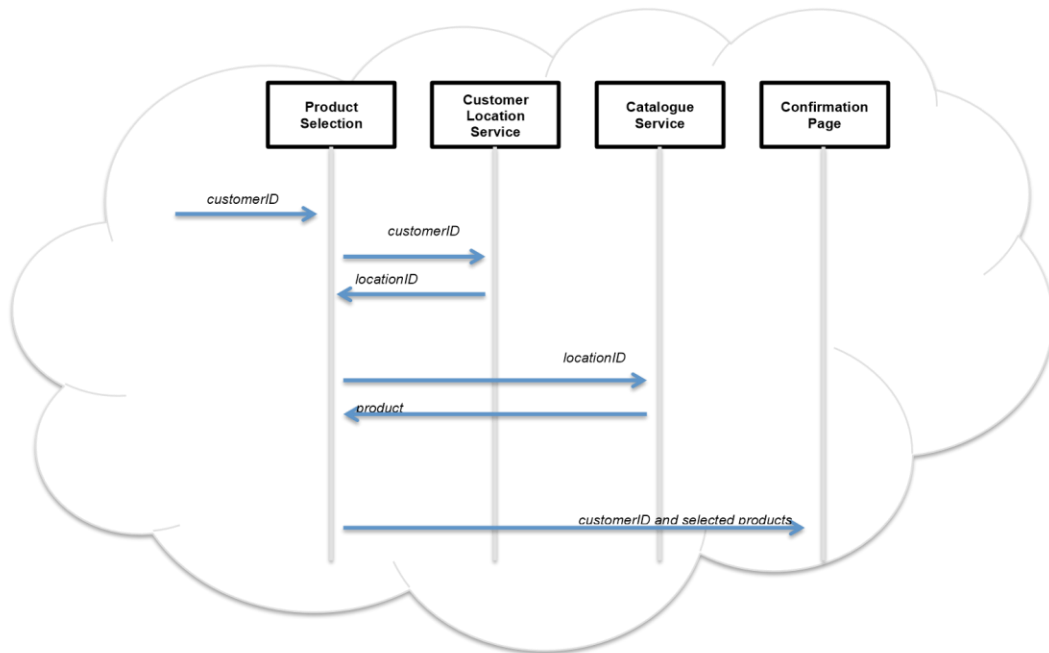 Product
Selection
Customer
Location
Service
Catalogue
Service
Confirmation
Page
customerID
customerID
locationID
locationID
product
customerID and selected products